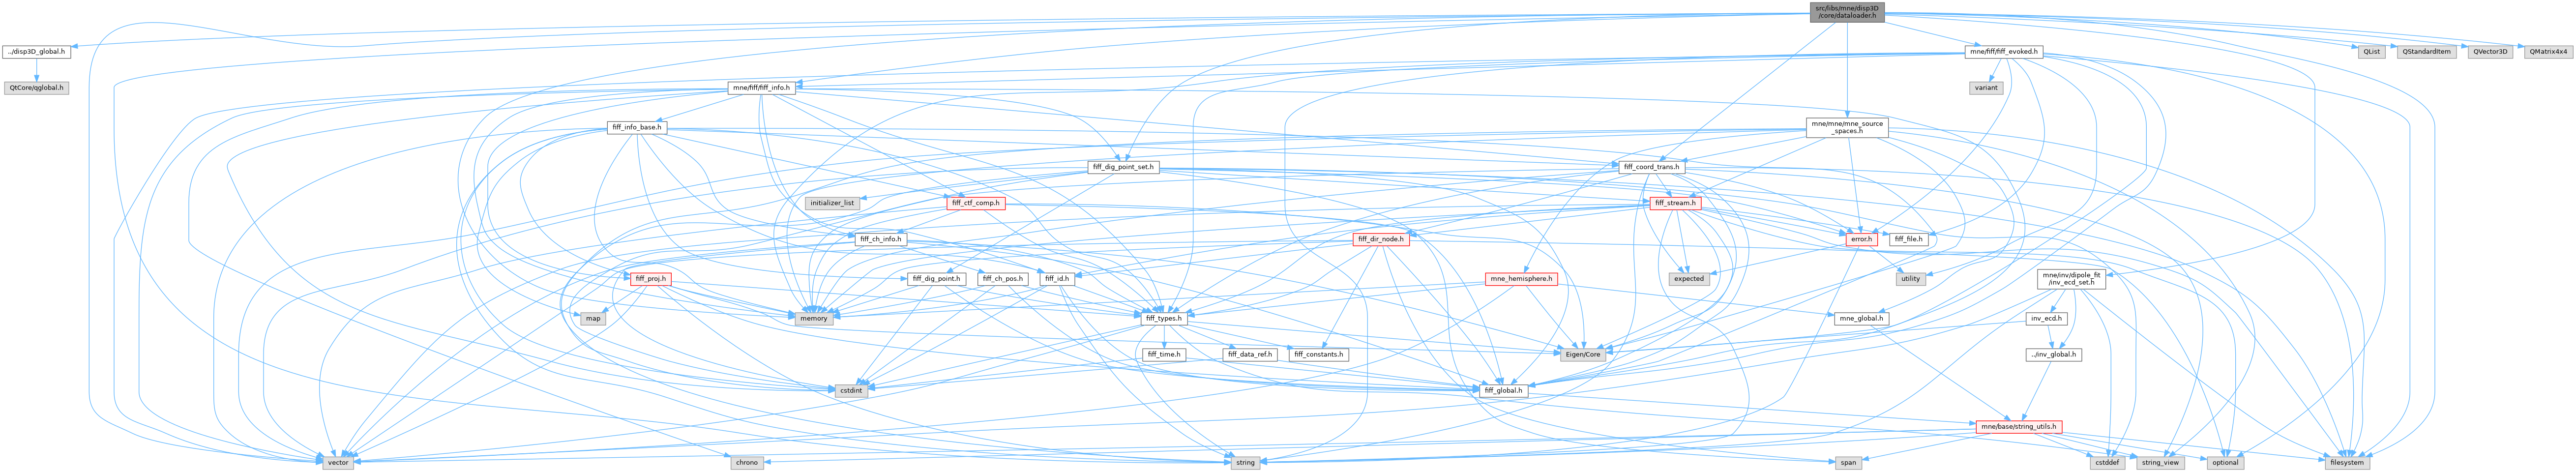 src/libs/mne/disp3D
/core/dataloader.h
../disp3D_global.h
mne/fiff/fiff_evoked.h
QList
QStandardItem
QVector3D
QMatrix4x4
QtCore/qglobal.h
mne/fiff/fiff_info.h
variant
fiff_info_base.h
mne/mne/mne_source
_spaces.h
fiff_dig_point_set.h
fiff_coord_trans.h
initializer_list
fiff_ctf_comp.h
fiff_stream.h
fiff_ch_info.h
fiff_dir_node.h
error.h
fiff_file.h
fiff_proj.h
fiff_dig_point.h
fiff_ch_pos.h
fiff_id.h
mne_hemisphere.h
expected
utility
mne/inv/dipole_fit
/inv_ecd_set.h
map
memory
fiff_types.h
mne_global.h
inv_ecd.h
fiff_time.h
fiff_data_ref.h
fiff_constants.h
Eigen/Core
../inv_global.h
cstdint
fiff_global.h
mne/base/string_utils.h
vector
chrono
string
span
cstddef
string_view
optional
filesystem